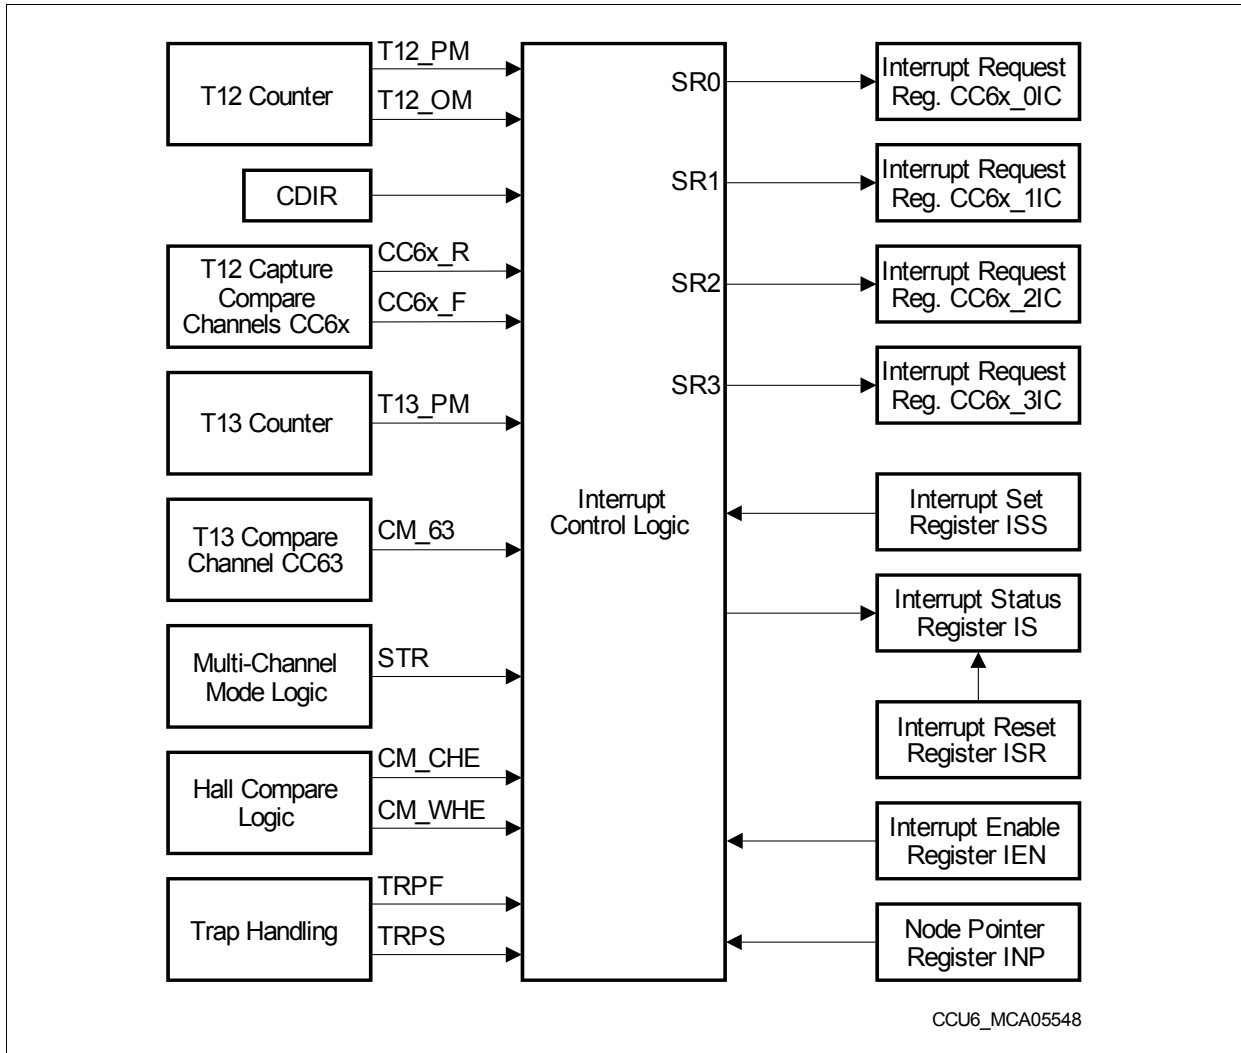 T12 Counter
T12_PM
T12_OM
CDIR
T12 Capture
Compare
Channels CC6x
CC6x_R
CC6x_F
T13 Counter
T13_PM
T13 Compare
Channel CC63
CM_63
Multi-Channel
Mode Logic
STR
Hall Compare
Logic
CM_CHE
CM_WHE
Trap Handling
TRPF
TRPS
Interrupt
Control Logic
SR0
SR1
SR2
SR3
Interrupt Request
Reg. CC6x_0IC
Interrupt Request
Reg. CC6x_1IC
Interrupt Request
Reg. CC6x_2IC
Interrupt Request
Reg. CC6x_3IC
Interrupt Set
Register ISS
Interrupt Status
Register IS
Interrupt Reset
Register ISR
Interrupt Enable
Register IEN
Node Pointer
Register INP
CCU6_MCA05548